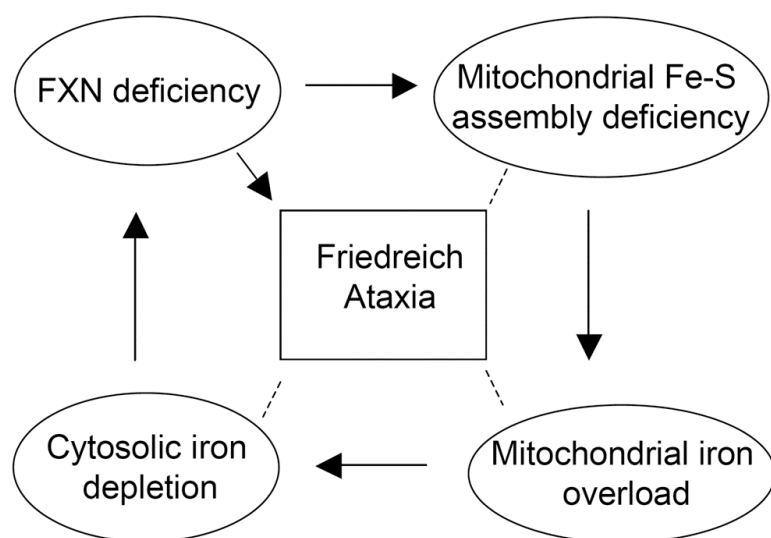 FXN deficiency
Mitochondrial Fe-S
assembly deficiency
Friedreich
Ataxia
Cytosolic iron
depletion
Mitochondrial iron
overload